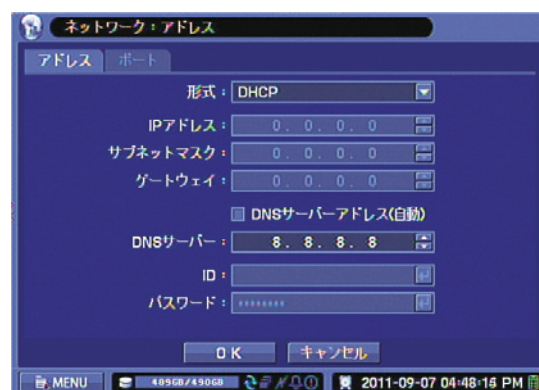 ネットワーク：アドレス
アドレス ポート
形式： DHCP
IPアドレス： 0. 0. 0. 0
サブネットマスク： 0. 0. 0. 0
ゲートウェイ： 0. 0. 0. 0
DNSサーバーアドレス(自動)
DNSサーバー： 8. 8. 8. 8
ID：
パスワード： ********
OK キャンセル
MENU 489GB/490GB 2011-09-07 04:48:14 PM